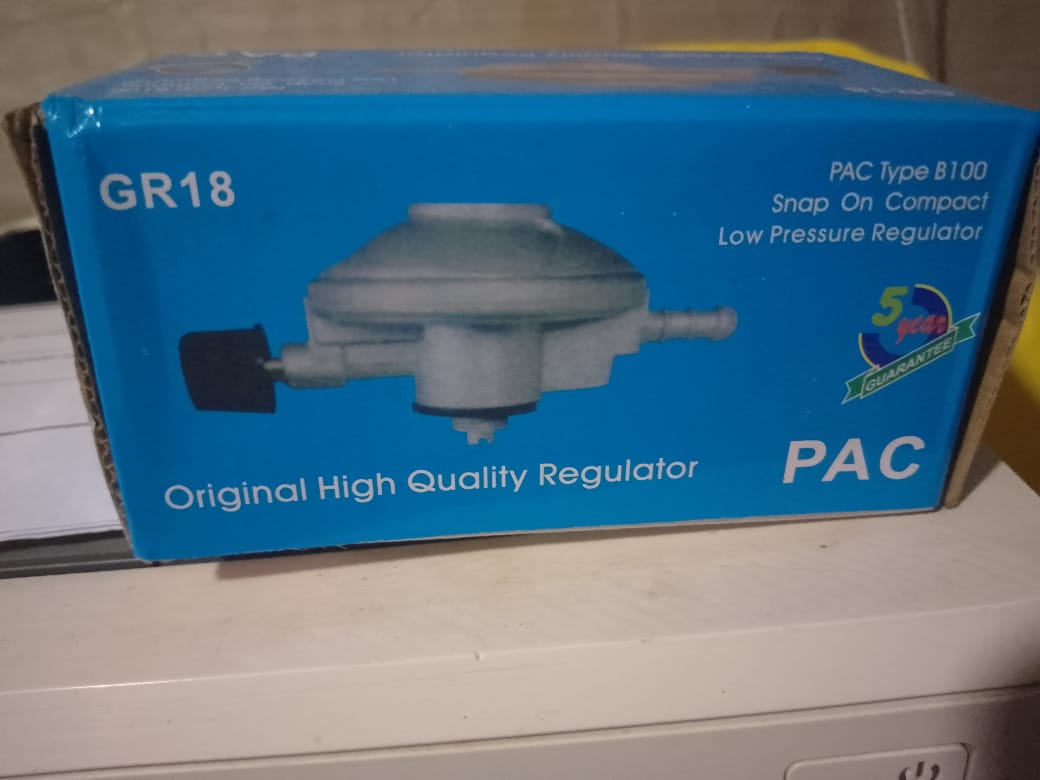 GR18
PAC Type B100
Snap On Compact
Low Pressure Regulator
5
year
GUARANTEE
Original High Quality Regulator
PAC